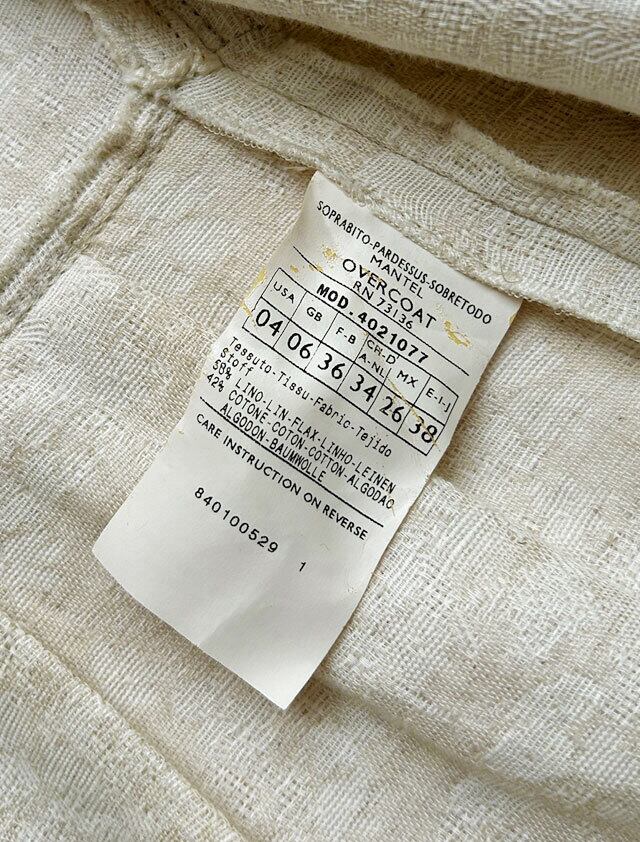 SOPRABITO-PARDESSUS-SOBRETODO
MANTEL
OVERCOAT
RN 73136
MOD. 4021077
USA GB F-B CH-D A-NL MX E-I-J
04 06 36 34 26 38
Tessuto-Tissu-Fabric-Tejido
Stoff
58% LINO-LIN-FLAX-LINHO-LEINEN
42% COTONE-COTON-COTTON-ALGODAO
ALGODON-BAUMWOLLE
CARE INSTRUCTION ON REVERSE
840100529 1